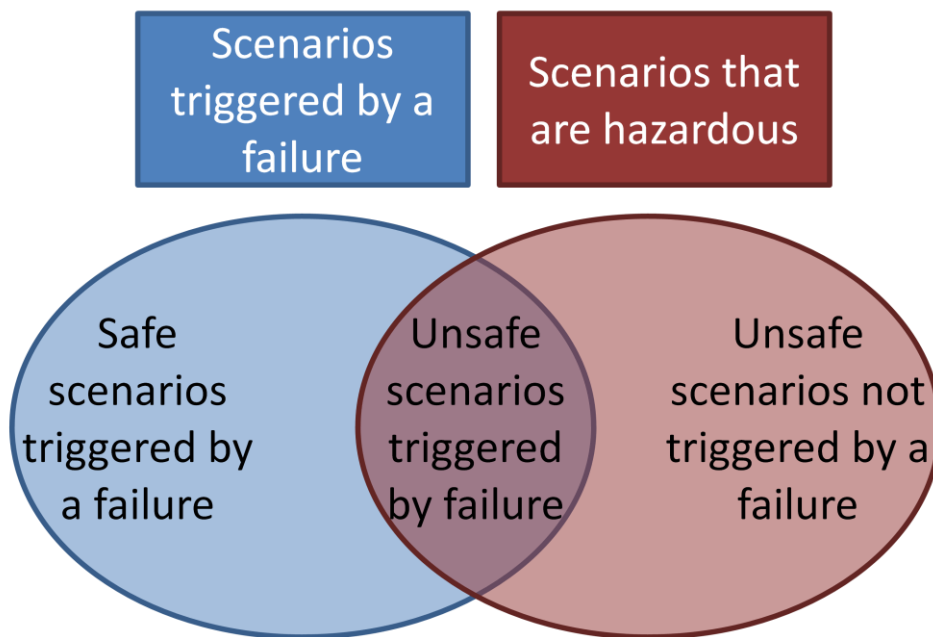 Scenarios
triggered by a
failure
Scenarios that
are hazardous
Safe
scenarios
triggered by
a failure
Unsafe
scenarios
triggered
by failure
Unsafe
scenarios not
triggered by a
failure